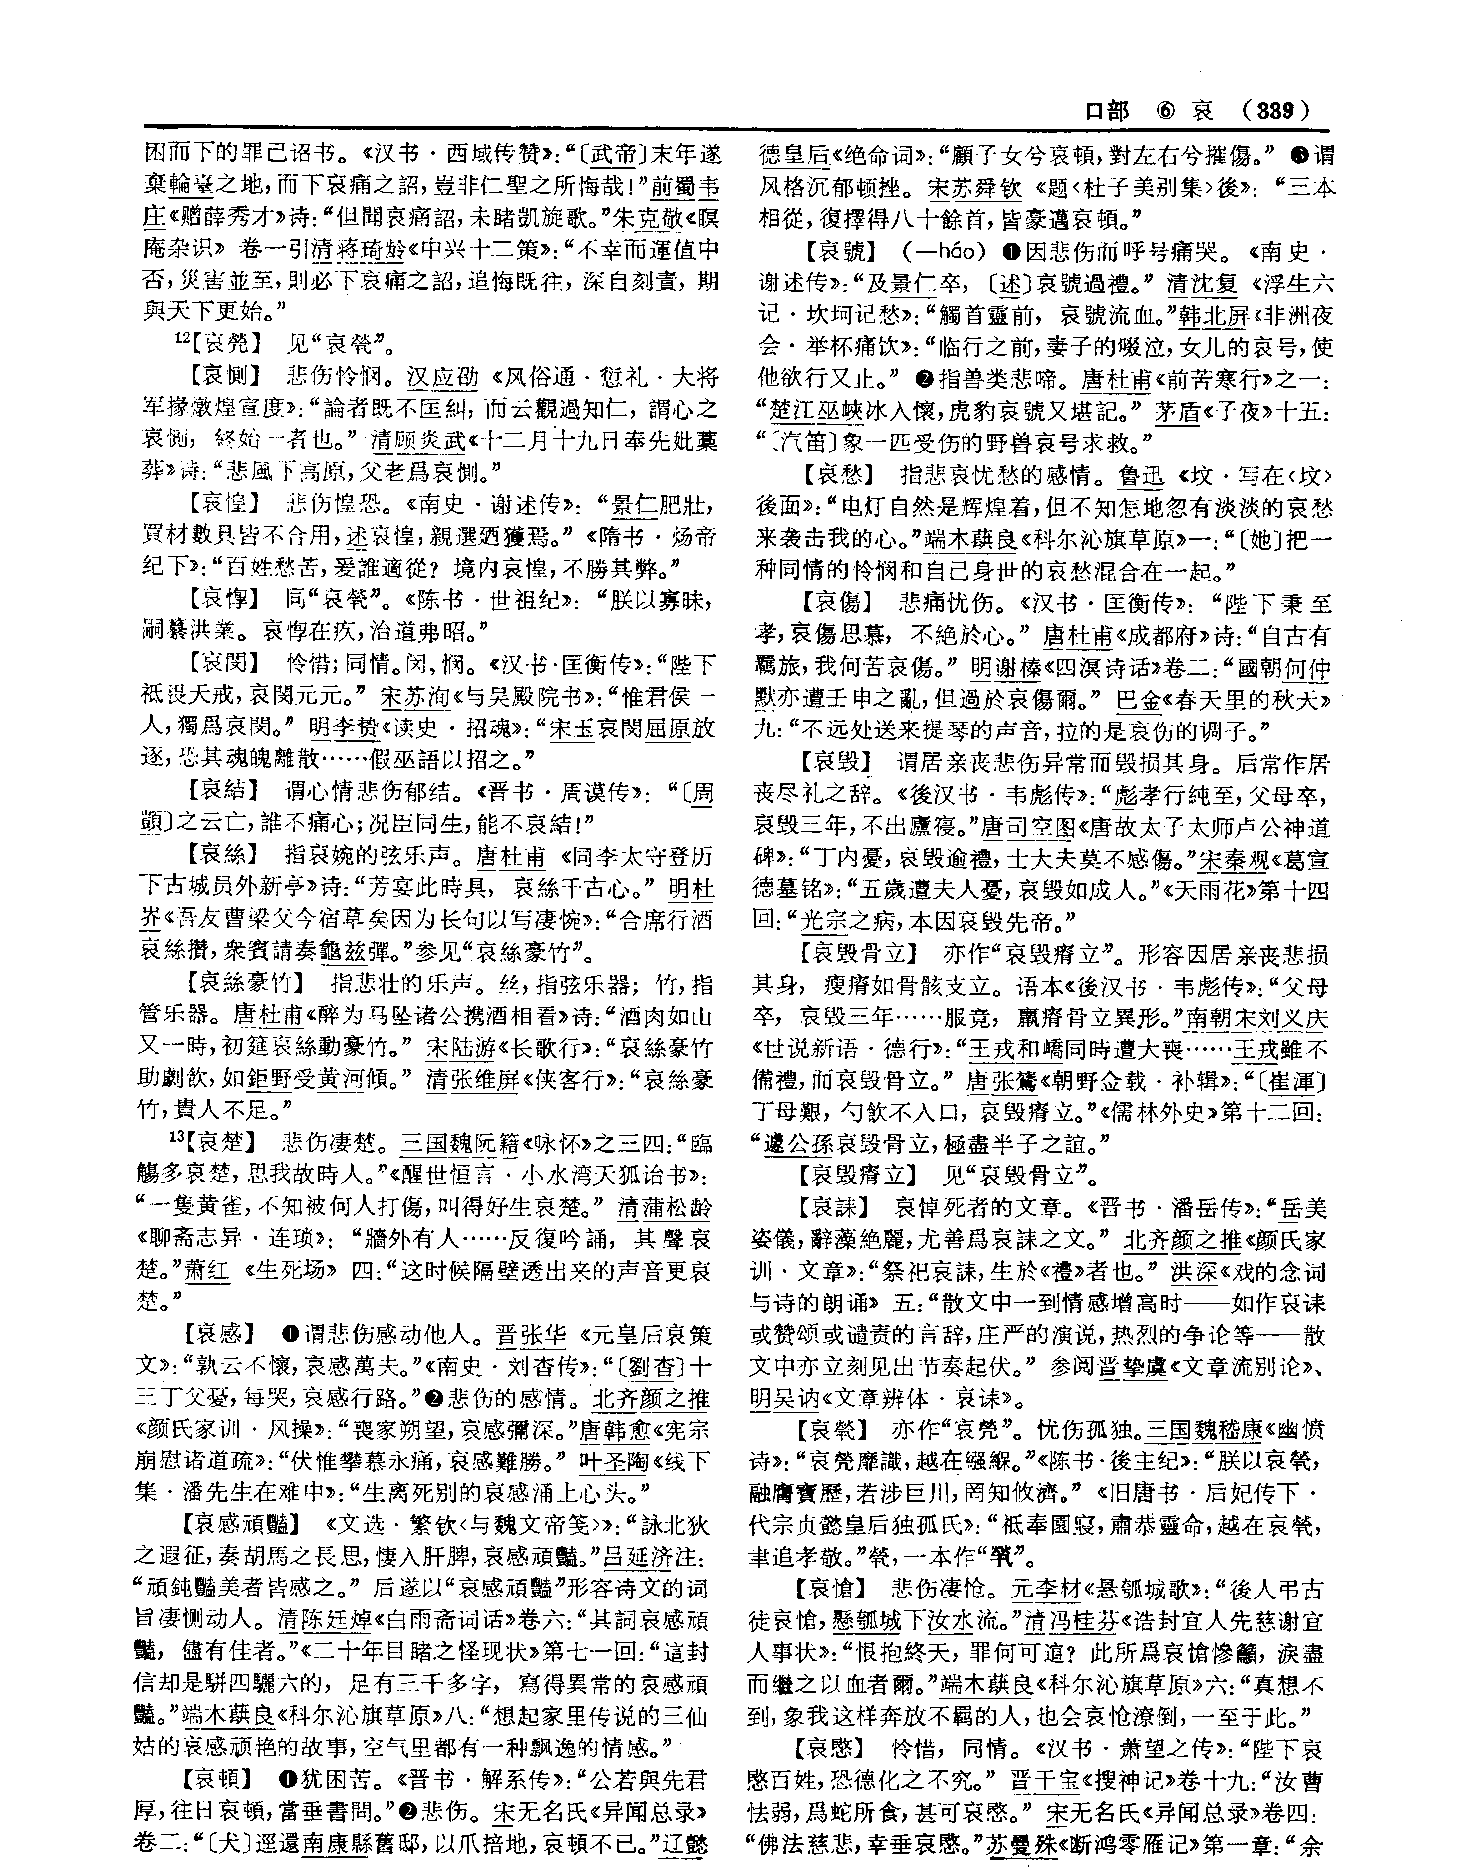 口部 ⑥ 哀 (339)
困而下的罪己诏书。《汉书·西域传赞》：“〔武帝〕末年遂
棄輪臺之地，而下哀痛之詔，豈非仁聖之所悔哉！”前蜀韦
庄《赠薛秀才》诗：“但聞哀痛詔，未睹凱旋歌。”朱克敬《暝
庵杂识》卷一引清蒋琦龄《中兴十二策》：“不幸而運值中
否，災害並至，則必下哀痛之詔，追悔既往，深自刻責，期
與天下更始。”
12【哀煢】 见“哀惸”。
【哀惻】 悲伤怜悯。汉应劭《风俗通·愆礼·大将
军掾燉煌宣度》：“論者既不匡糾，而云觀過知仁，謂心之
哀惻，終始一者也。”清顾炎武《十二月十九日奉先妣藁
葬》诗：“悲風下高原，父老爲哀惻。”
【哀惶】 悲伤惶恐。《南史·谢述传》：“景仁肥壯，
買材數具皆不合用，述哀惶，親選迺獲焉。”《隋书·炀帝
纪下》：“百姓愁苦，爰誰適從？境内哀惶，不勝其弊。”
【哀惸】 同“哀煢”。《陈书·世祖纪》：“朕以寡昧，
嗣纂洪業。哀惸在疚，治道弗昭。”
【哀閔】 怜惜；同情。闵，悯。《汉书·匡衡传》：“陛下
祗畏天戒，哀閔元元。”宋苏洵《与吴殿院书》：“惟君侯一
人，獨爲哀閔。”明李贽《读史·招魂》：“宋玉哀閔屈原放
逐，恐其魂魄離散……假巫語以招之。”
【哀結】 谓心情悲伤郁结。《晋书·周谟传》：“〔周
顗〕之云亡，誰不痛心；况臣同生，能不哀結！”
【哀絲】 指哀婉的弦乐声。唐杜甫《同李太守登历
下古城员外新亭》诗：“芳宴此時具，哀絲千古心。”明杜
岕《吾友曹梁父今宿草矣因为长句以写凄惋》：“合席行酒
哀絲攢，衆賓請奏龜兹彈。”参见“哀絲豪竹”。
【哀絲豪竹】 指悲壮的乐声。丝，指弦乐器；竹，指
管乐器。唐杜甫《醉为马坠诸公携酒相看》诗：“酒肉如山
又一時，初筵哀絲動豪竹。”宋陆游《长歌行》：“哀絲豪竹
助劇飲，如鉅野受黄河傾。”清张维屏《侠客行》：“哀絲豪
竹，貴人不足。”
13【哀楚】 悲伤凄楚。三国魏阮籍《咏怀》之三四：“臨
觴多哀楚，思我故時人。”《醒世恒言·小水湾天狐诒书》：
“一隻黄雀，不知被何人打傷，叫得好生哀楚。”清蒲松龄
《聊斋志异·连琐》：“牆外有人……反復吟誦，其聲哀
楚。”萧红《生死场》四：“这时候隔壁透出来的声音更哀
楚。”
【哀感】 ❶谓悲伤感动他人。晋张华《元皇后哀策
文》：“孰云不懷，哀感萬夫。”《南史·刘杳传》：“〔劉杳〕十
三丁父憂，每哭，哀感行路。”❷悲伤的感情。北齐颜之推
《颜氏家训·风操》：“喪家朔望，哀感彌深。”唐韩愈《宪宗
崩慰诸道疏》：“伏惟攀慕永痛，哀感難勝。”叶圣陶《线下
集·潘先生在难中》：“生离死别的哀感涌上心头。”
【哀感頑豔】 《文选·繁钦〈与魏文帝笺〉》：“詠北狄
之遐征，奏胡馬之長思，悽入肝脾，哀感頑豔。”吕延济注：
“頑鈍豔美者皆感之。”后遂以“哀感頑豔”形容诗文的词
旨凄恻动人。清陈廷焯《白雨斋词话》卷六：“其詞哀感頑
豔，儘有佳者。”《二十年目睹之怪现状》第七一回：“這封
信却是駢四驪六的，足有三千多字，寫得異常的哀感頑
豔。”端木蕻良《科尔沁旗草原》八：“想起家里传说的三仙
姑的哀感顽艳的故事，空气里都有一种飘逸的情感。”
【哀頓】 ❶犹困苦。《晋书·解系传》：“公若與先君
厚，往日哀頓，當垂書問。”❷悲伤。宋无名氏《异闻总录》
卷二：“〔犬〕逕還南康縣舊邸，以爪掊地，哀頓不已。”辽懿
德皇后《绝命词》：“顧子女兮哀頓，對左右兮摧傷。”❸谓
风格沉郁顿挫。宋苏舜钦《题〈杜子美别集〉後》：“三本
相從，復擇得八十餘首，皆豪邁哀頓。”
【哀號】 （—háo）❶因悲伤而呼号痛哭。《南史·
谢述传》：“及景仁卒，〔述〕哀號過禮。”清沈复《浮生六
记·坎坷记愁》：“觸首靈前，哀號流血。”韩北屏《非洲夜
会·举杯痛饮》：“临行之前，妻子的啜泣，女儿的哀号，使
他欲行又止。”❷指兽类悲啼。唐杜甫《前苦寒行》之一：
“楚江巫峽冰入懷，虎豹哀號又堪記。”茅盾《子夜》十五：
“〔汽笛〕象一匹受伤的野兽哀号求救。”
【哀愁】 指悲哀忧愁的感情。鲁迅《坟·写在〈坟〉
後面》：“电灯自然是辉煌着，但不知怎地忽有淡淡的哀愁
来袭击我的心。”端木蕻良《科尔沁旗草原》一：“〔她〕把一
种同情的怜悯和自己身世的哀愁混合在一起。”
【哀傷】 悲痛忧伤。《汉书·匡衡传》：“陛下秉至
孝，哀傷思慕，不絶於心。”唐杜甫《成都府》诗：“自古有
羈旅，我何苦哀傷。”明谢榛《四溟诗话》卷二：“國朝何仲
默亦遭壬申之亂，但過於哀傷爾。”巴金《春天里的秋天》
九：“不远处送来提琴的声音，拉的是哀伤的调子。”
【哀毁】 谓居亲丧悲伤异常而毁损其身。后常作居
丧尽礼之辞。《後汉书·韦彪传》：“彪孝行纯至，父母卒，
哀毁三年，不出廬寑。”唐司空图《唐故太子太师卢公神道
碑》：“丁内憂，哀毁逾禮，士大夫莫不感傷。”宋秦观《葛宣
德墓铭》：“五歲遭夫人憂，哀毁如成人。”《天雨花》第十四
回：“光宗之病，本因哀毁先帝。”
【哀毁骨立】 亦作“哀毁瘠立”。形容因居亲丧悲损
其身，瘦瘠如骨骸支立。语本《後汉书·韦彪传》：“父母
卒，哀毁三年……服竟，羸瘠骨立異形。”南朝宋刘义庆
《世说新语·德行》：“王戎和嶠同時遭大喪……王戎雖不
備禮，而哀毁骨立。”唐张鷟《朝野佥载·补辑》：“〔崔渾〕
丁母艱，勺飲不入口，哀毁瘠立。”《儒林外史》第十二回：
“蘧公孫哀毁骨立，極盡半子之誼。”
【哀毁瘠立】 见“哀毁骨立”。
【哀誄】 哀悼死者的文章。《晋书·潘岳传》：“岳美
姿儀，辭藻絶麗，尤善爲哀誄之文。”北齐颜之推《颜氏家
训·文章》：“祭祀哀誄，生於《禮》者也。”洪深《戏的念词
与诗的朗诵》五：“散文中一到情感增高时——如作哀诔
或赞颂或谴责的言辞，庄严的演说，热烈的争论等——散
文中亦立刻见出节奏起伏。”参阅晋挚虞《文章流别论》、
明吴讷《文章辨体·哀诔》。
【哀煢】 亦作“哀煢”。忧伤孤独。三国魏嵇康《幽愤
诗》：“哀煢靡識，越在繈緥。”《陈书·後主纪》：“朕以哀煢，
融膺寶歷，若涉巨川，罔知攸濟。”《旧唐书·后妃传下·
代宗贞懿皇后独孤氏》：“祗奉園寑，肅恭靈命，越在哀煢，
聿追孝敬。”煢，一本作“㷀”。
【哀愴】 悲伤凄怆。元李材《悬瓠城歌》：“後人弔古
徒哀愴，懸瓠城下汝水流。”清冯桂芬《诰封宜人先慈谢宜
人事状》：“恨抱終天，罪何可逭？此所爲哀愴慘黷，淚盡
而繼之以血者爾。”端木蕻良《科尔沁旗草原》六：“真想不
到，象我这样奔放不羁的人，也会哀怆潦倒，一至于此。”
【哀愍】 怜惜，同情。《汉书·萧望之传》：“陛下哀
愍百姓，恐德化之不究。”晋干宝《搜神记》卷十九：“汝曹
怯弱，爲蛇所食，甚可哀愍。”宋无名氏《异闻总录》卷四：
“佛法慈悲，幸垂哀愍。”苏曼殊《断鸿零雁记》第一章：“余